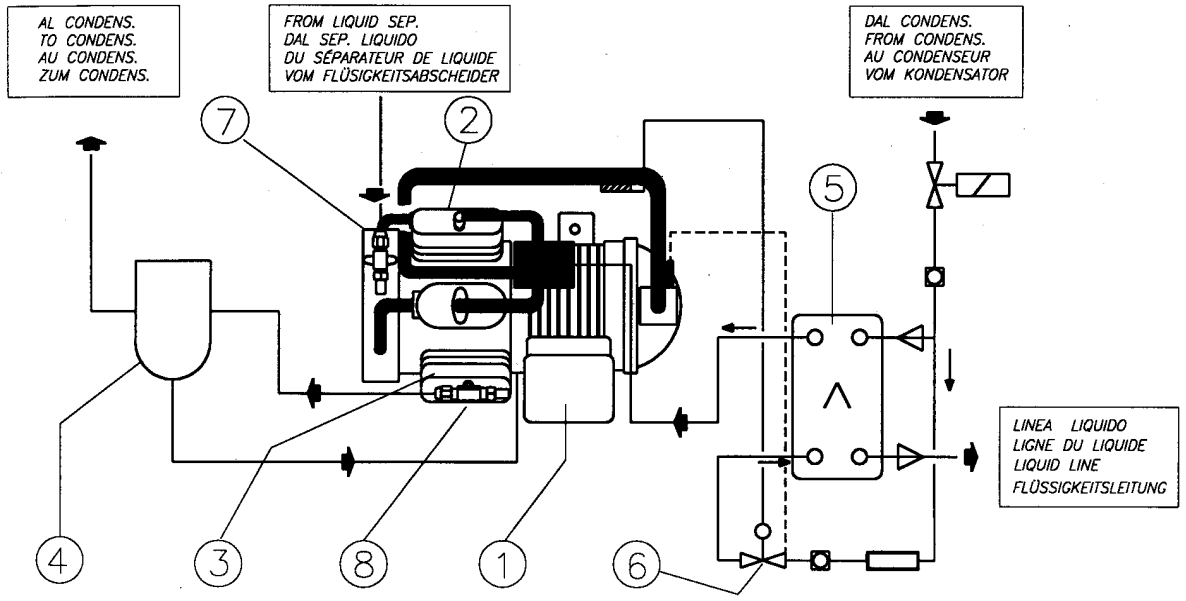 AL CONDENS.
TO CONDENS.
AU CONDENS.
ZUM CONDENS.
FROM LIQUID SEP.
DAL SEP. LIQUIDO
DU SÉPARATEUR DE LIQUIDE
VOM FLÜSIGKEITSABSCHEIDER
DAL CONDENS.
FROM CONDENS.
AU CONDENSEUR
VOM KONDENSATOR
7
2
5
LINEA LIQUIDO
LIGNE DU LIQUIDE
LIQUID LINE
FLÜSSIGKEITSLEITUNG
4
3
8
1
6